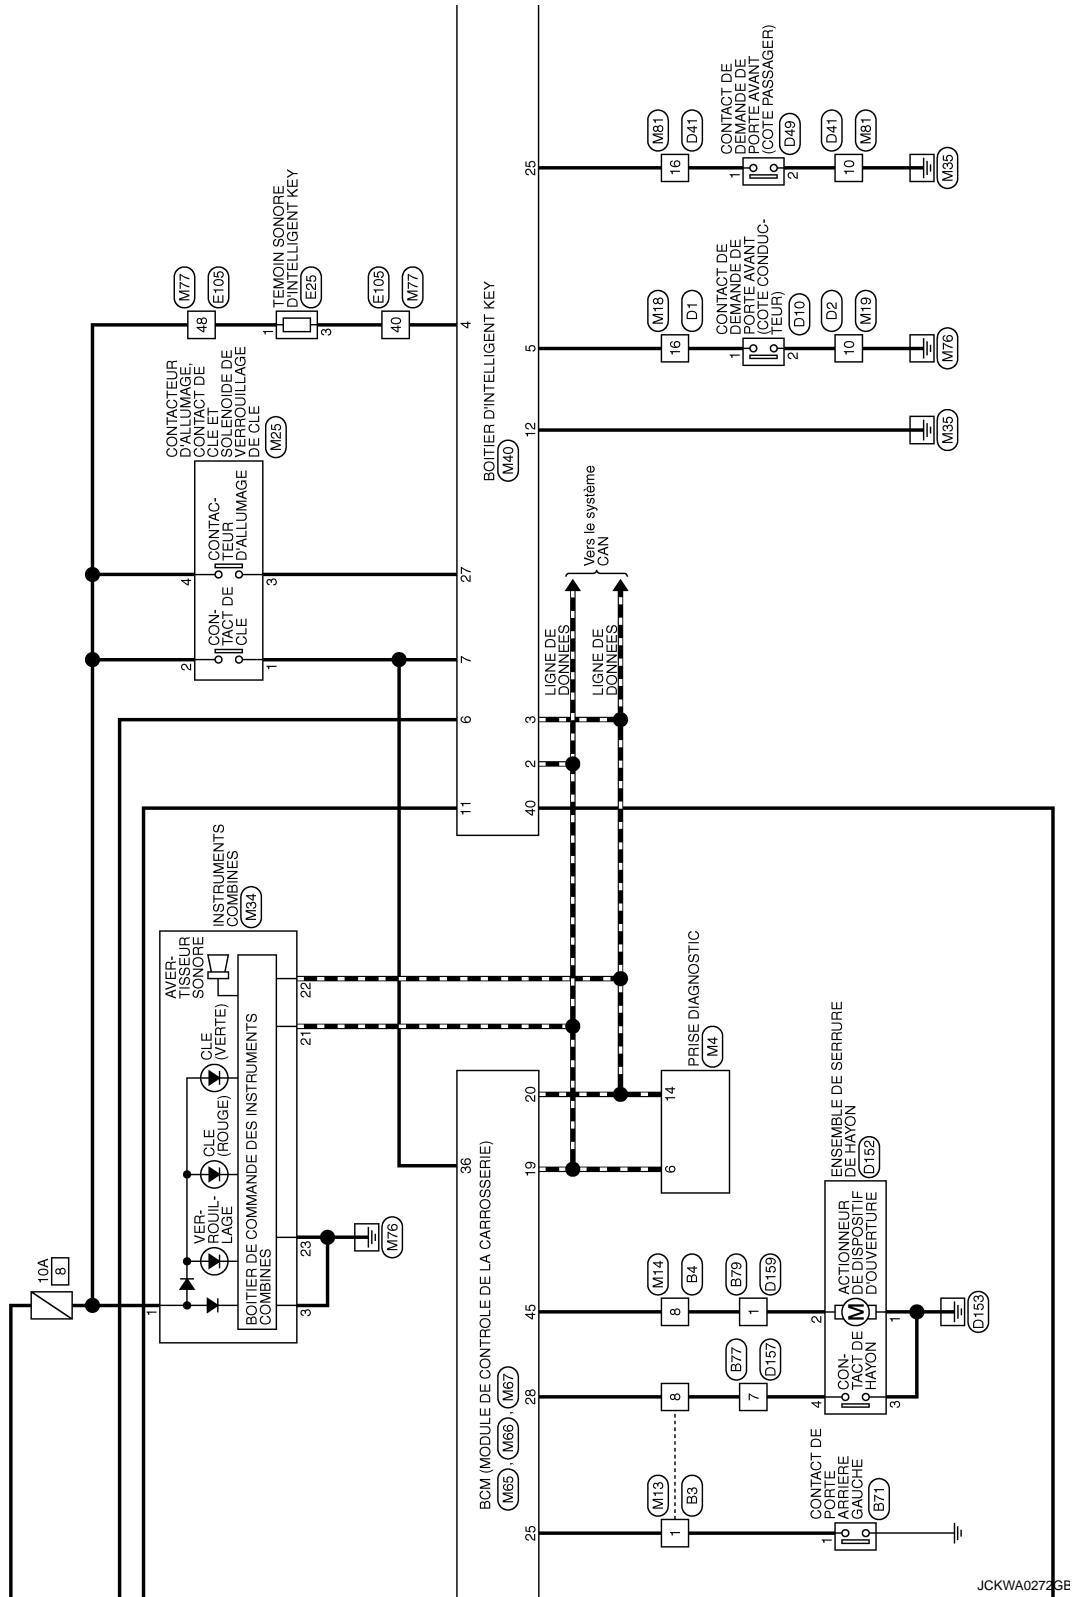 10A
8
1
AVER-
TISSEUR
SONORE
INSTRUMENTS
COMBINES
M34
VER-
ROUIL-
LAGE
CLE
(ROUGE)
CLE
(VERTE)
BOITIER DE COMMANDE DES INSTRUMENTS
COMBINES
3
23
21
22
M76
2
4
CON-
TACT DE
CLE
CONTAC-
TEUR
D'ALLUMAGE
1
3
CONTACTEUR
D'ALLUMAGE,
CONTACT DE
CLE ET
SOLENOIDE DE
VERROUILLAGE
DE CLE
M25
M77
48
E105
1
TEMOIN SONORE
D'INTELLIGENT KEY
E25
3
E105
40
M77
36
11
6
7
27
4
BCM (MODULE DE CONTROLE DE LA CARROSSERIE)
M65 , M66 , M67
BOITIER D'INTELLIGENT KEY
M40
25
28
45
19
20
40
2
3
12
5
25
LIGNE DE
DONNEES
LIGNE DE
DONNEES
Vers le système
CAN
6
14
PRISE DIAGNOSTIC
M4
M13
1
B3
8
M14
8
B4
B77
7
D157
B79
1
D159
CONTACT DE
PORTE
ARRIERE
GAUCHE
B71
1
4
2
CON-
TACT DE
HAYON
M
ACTIONNEUR
DE DISPOSITIF
D'OUVERTURE
3
1
ENSEMBLE DE SERRURE
DE HAYON
D152
D153
M35
M18
16
D1
1
CONTACT DE
DEMANDE DE
PORTE AVANT
(COTE CONDUC-
TEUR)
D10
2
D2
10
M19
M76
M81
16
D41
1
CONTACT DE
DEMANDE DE
PORTE AVANT
(COTE PASSAGER)
D49
2
D41
10
M81
M35
JCKWA0272GB